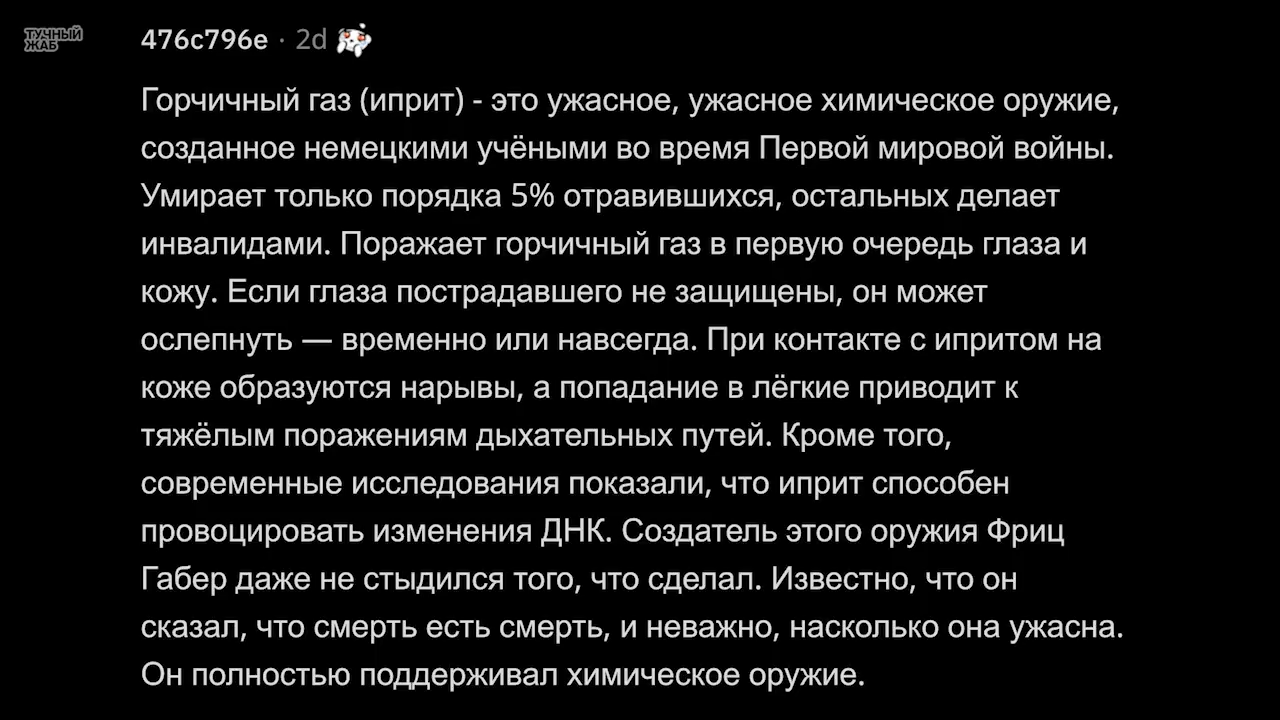 ТУЧНЫЙ
ЖАБ
476c796e · 2d
Горчичный газ (иприт) - это ужасное, ужасное химическое оружие,
созданное немецкими учёными во время Первой мировой войны.
Умирает только порядка 5% отравившихся, остальных делает
инвалидами. Поражает горчичный газ в первую очередь глаза и
кожу. Если глаза пострадавшего не защищены, он может
ослепнуть — временно или навсегда. При контакте с ипритом на
коже образуются нарывы, а попадание в лёгкие приводит к
тяжёлым поражениям дыхательных путей. Кроме того,
современные исследования показали, что иприт способен
провоцировать изменения ДНК. Создатель этого оружия Фриц
Габер даже не стыдился того, что сделал. Известно, что он
сказал, что смерть есть смерть, и неважно, насколько она ужасна.
Он полностью поддерживал химическое оружие.